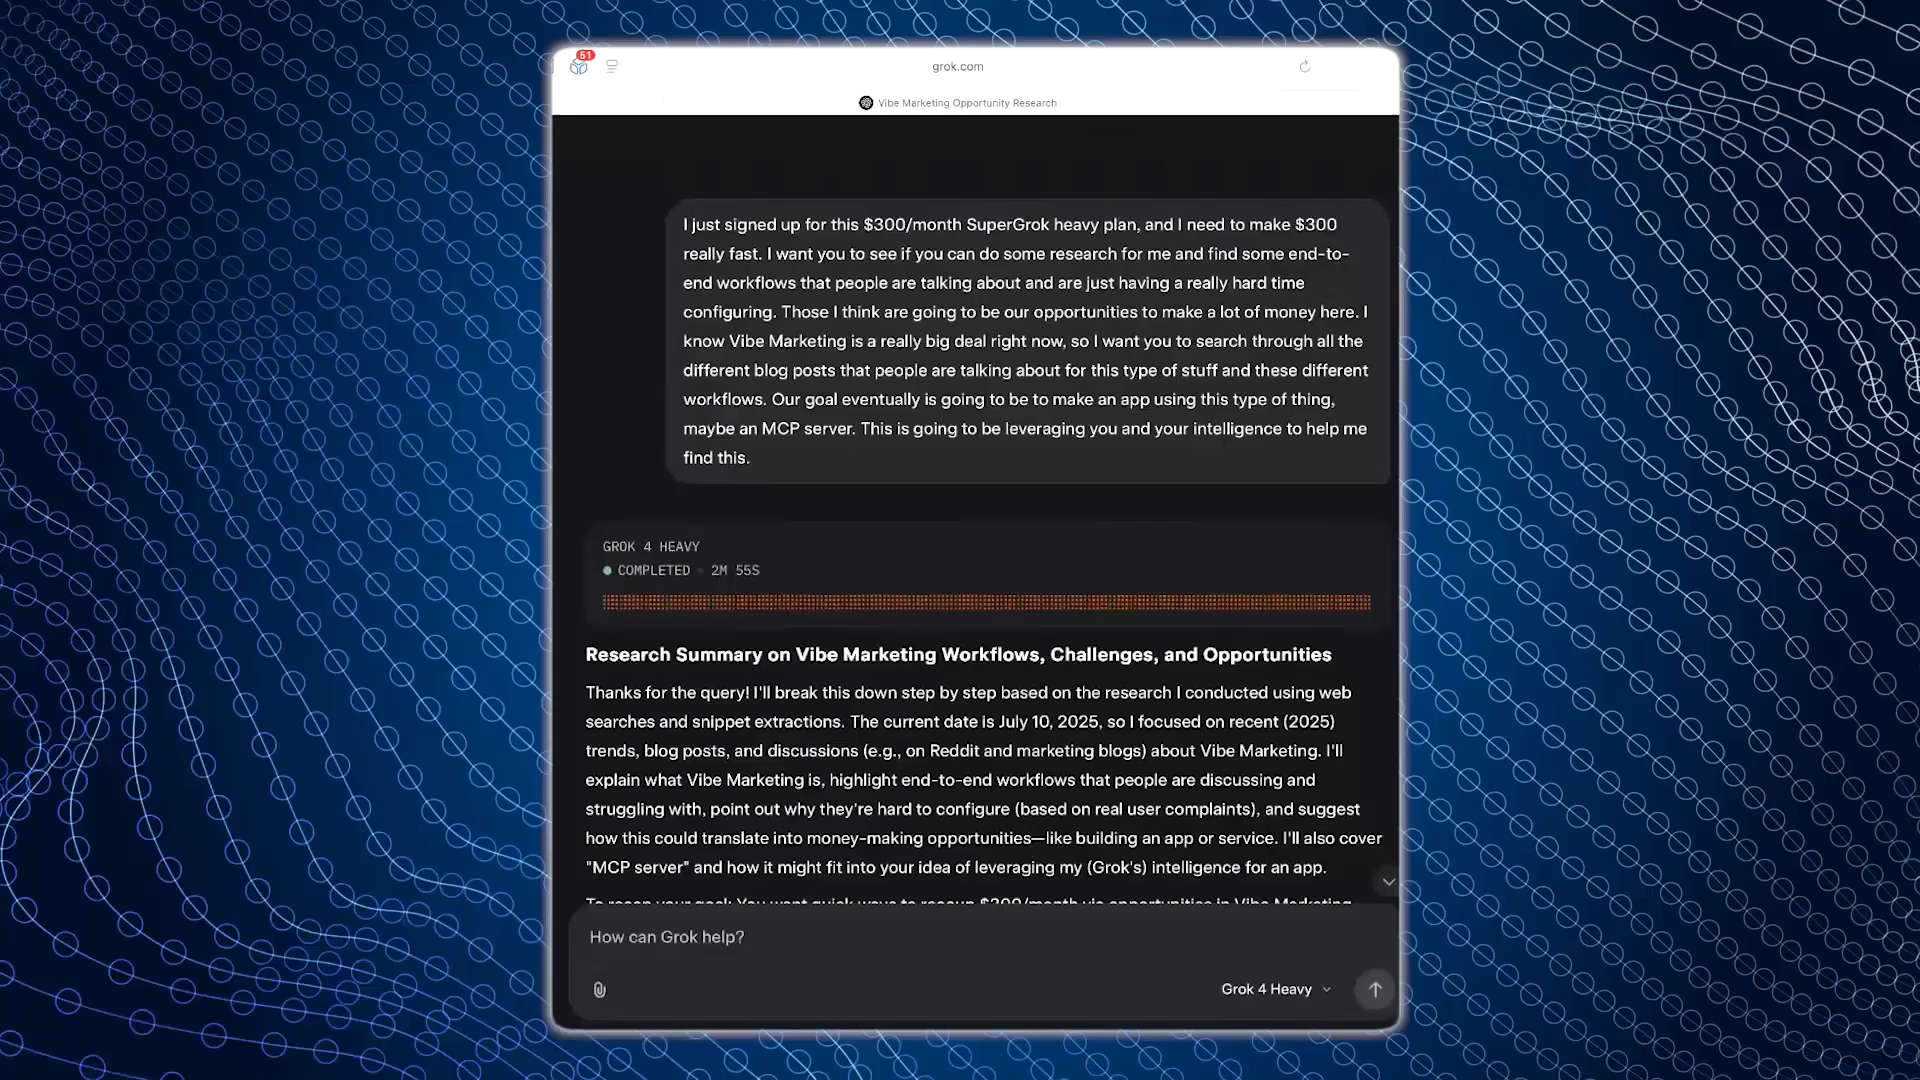 51
grok.com
Vibe Marketing Opportunity Research
I just signed up for this $300/month SuperGrok heavy plan, and I need to make $300
really fast. I want you to see if you can do some research for me and find some end-to-
end workflows that people are talking about and are just having a really hard time
configuring. Those I think are going to be our opportunities to make a lot of money here. I
know Vibe Marketing is a really big deal right now, so I want you to search through all the
different blog posts that people are talking about for this type of stuff and these different
workflows. Our goal eventually is going to be to make an app using this type of thing,
maybe an MCP server. This is going to be leveraging you and your intelligence to help me
find this.
GROK 4 HEAVY
COMPLETED 2M 55S
Research Summary on Vibe Marketing Workflows, Challenges, and Opportunities
Thanks for the query! I'll break this down step by step based on the research I conducted using web
searches and snippet extractions. The current date is July 10, 2025, so I focused on recent (2025)
trends, blog posts, and discussions (e.g., on Reddit and marketing blogs) about Vibe Marketing. I'll
explain what Vibe Marketing is, highlight end-to-end workflows that people are discussing and
struggling with, point out why they're hard to configure (based on real user complaints), and suggest
how this could translate into money-making opportunities—like building an app or service. I'll also cover
"MCP server" and how it might fit into your idea of leveraging my (Grok's) intelligence for an app.
To recap your goal: You want quick ways to recoup $300/month via opportunities in Vibe Marketing
How can Grok help?
Grok 4 Heavy